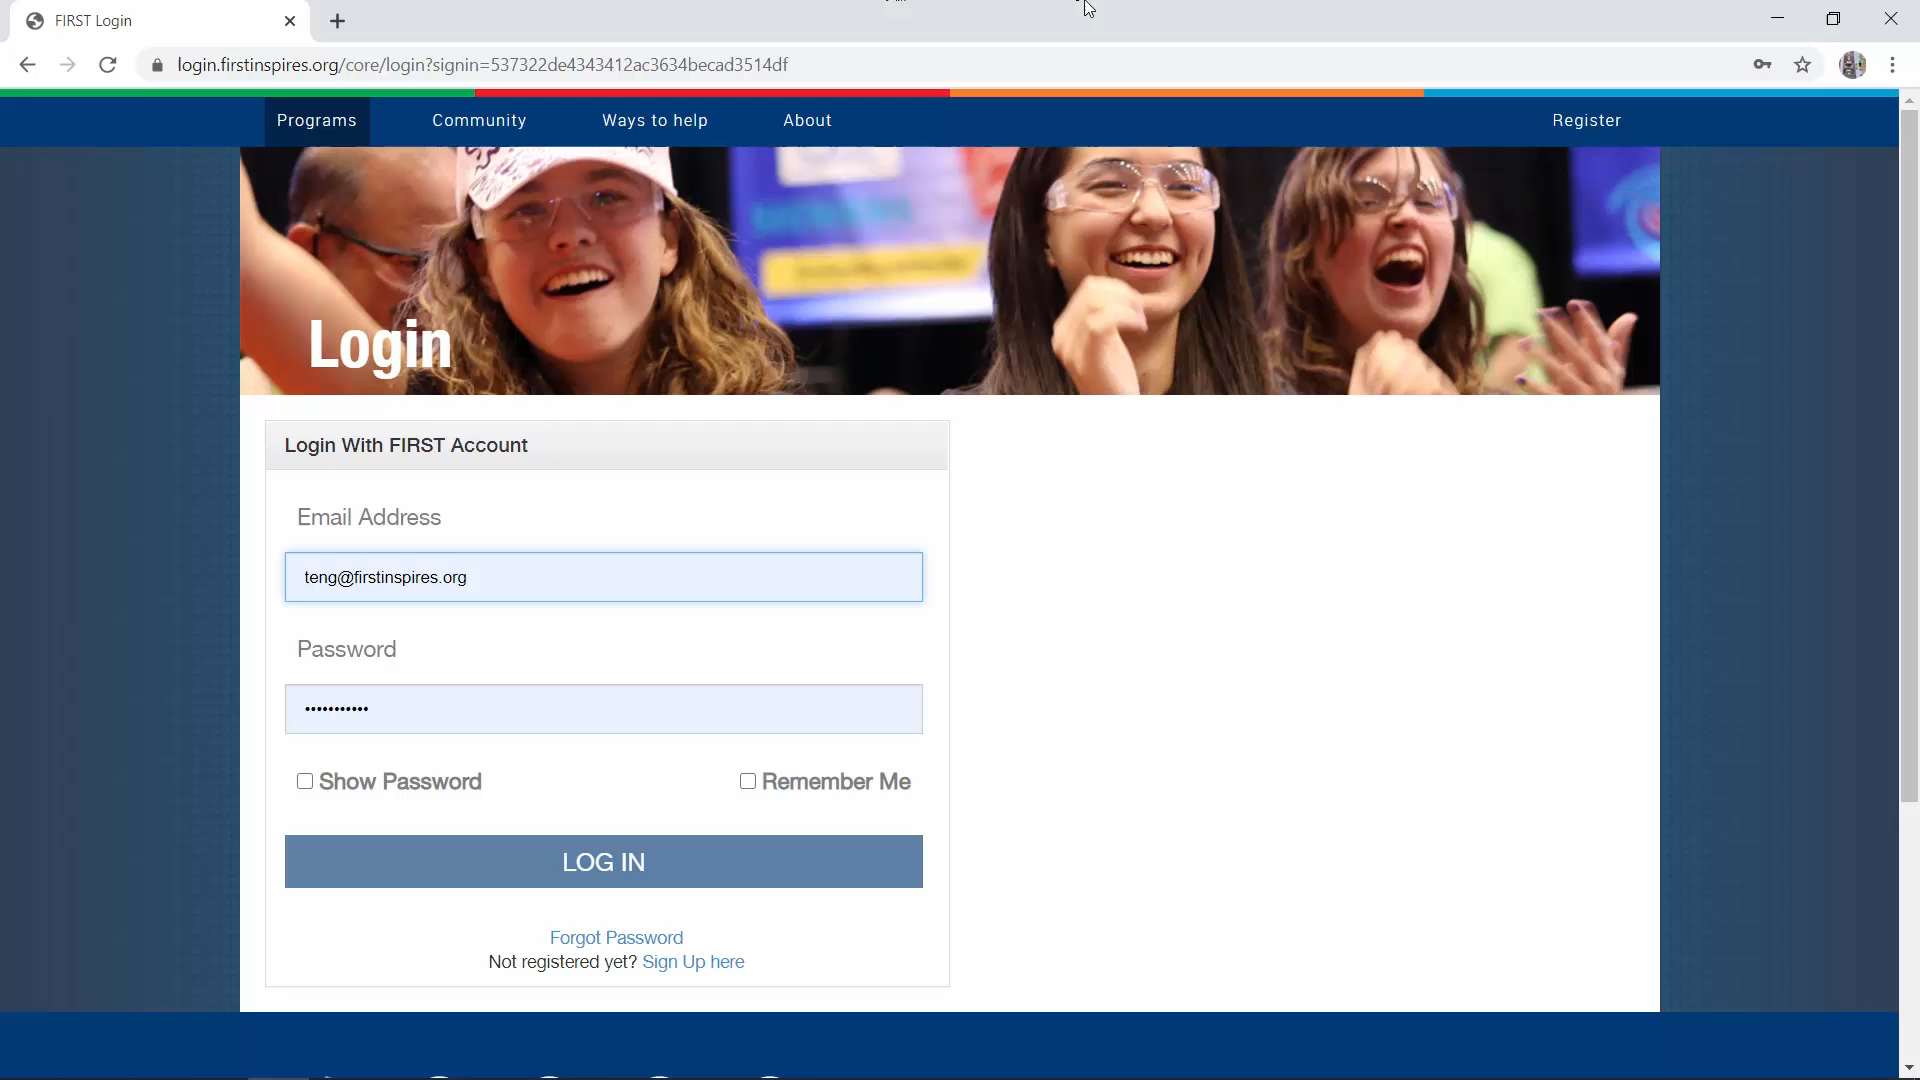 FIRST Login
login.firstinspires.org/core/login?signin=537322de4343412ac3634becad3514df
Programs Community Ways to help About Register
Login
Login With FIRST Account
Email Address
teng@firstinspires.org
Password
•••••••••••
Show Password Remember Me
LOG IN
Forgot Password
Not registered yet? Sign Up here